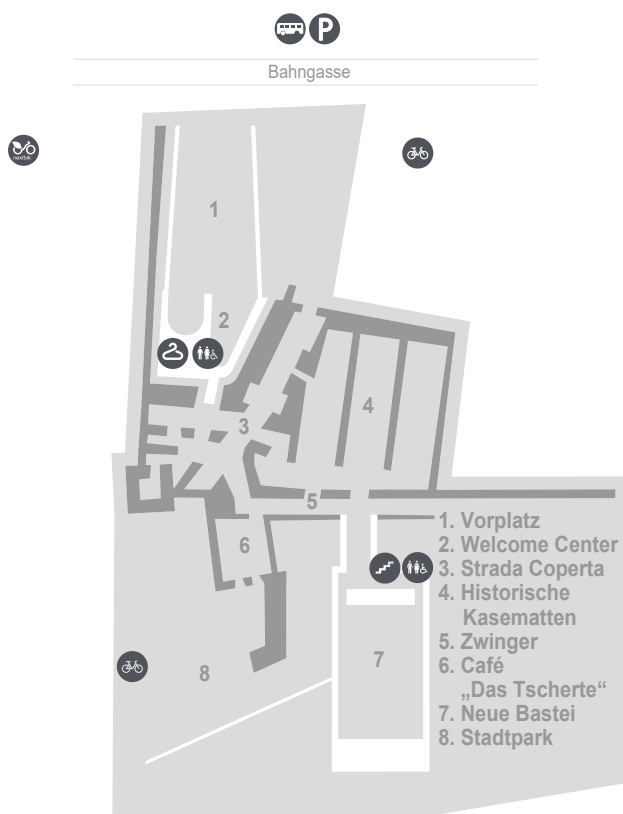 P
Bahngasse
nextbike
1
2
3
4
5
6
7
8
1. Vorplatz
2. Welcome Center
3. Strada Coperta
4. Historische
Kasematten
5. Zwinger
6. Café
„Das Tscherte“
7. Neue Bastei
8. Stadtpark